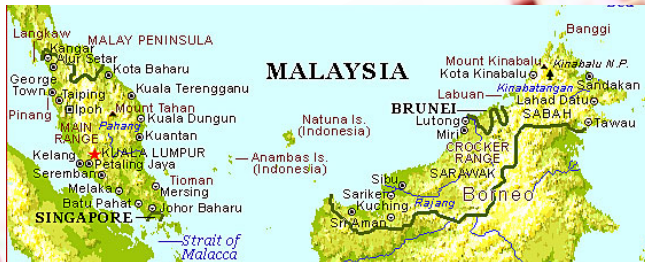 Sea
Langkaw
Kangar
MALAY PENINSULA
Alur Setar
Kota Baharu
George
Town
Taiping
Kuala Terengganu
Ipoh
Mount Tahan
Pinang
Pahang
Kuala Dungun
MAIN
RANGE
Kuantan
KUALA LUMPUR
Kelang
Petaling Jaya
Seremban
Tioman
Melaka
Mersing
Batu Pahat
Johor Baharu
SINGAPORE
Strait of
Malacca
MALAYSIA
Natuna Is.
(Indonesia)
Anambas Is.
(Indonesia)
Banggi
Mount Kinabalu
Kinabalu N.P.
Kota Kinabalu
Kinabatangan
Sandakan
Labuan
Lahad Datu
BRUNEI
SABAH
Lutong
Tawau
Miri
CROCKER
RANGE
Sibu
SARAWAK
Sarikei
Rajang
Borneo
Kuching
Sri Aman